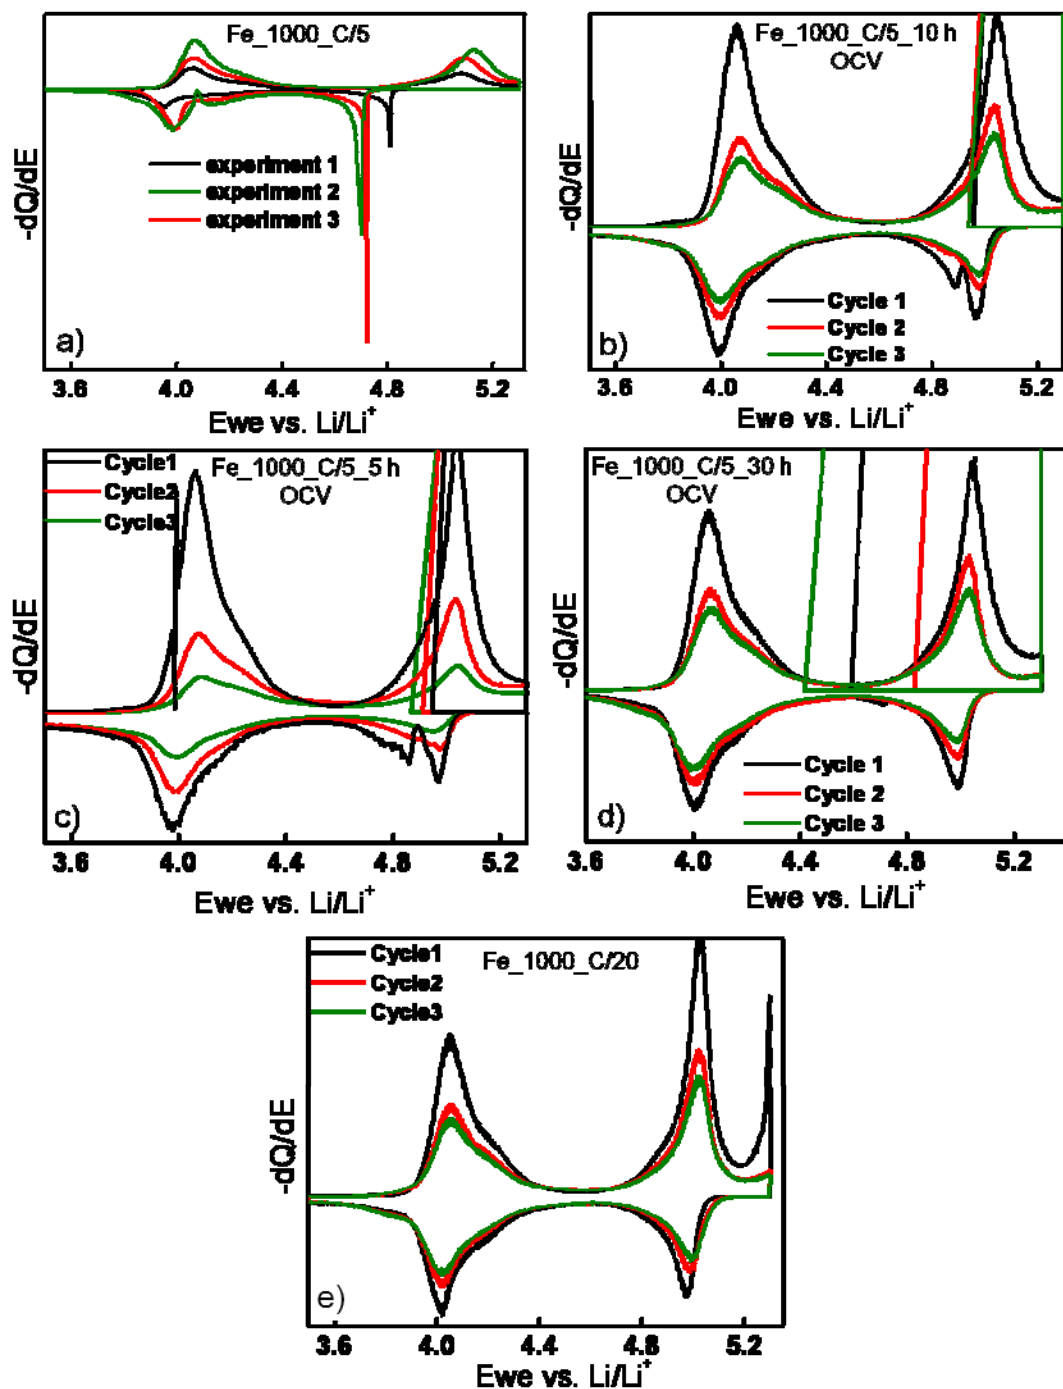 Fe_1000_C/5
experiment 1
experiment 2
experiment 3
-dQ/dE
a)
3.6 4.0 4.4 4.8 5.2
Ewe vs. Li/Li+
Fe_1000_C/5_10 h
OCV
Cycle 1
Cycle 2
Cycle 3
-dQ/dE
b)
3.6 4.0 4.4 4.8 5.2
Ewe vs. Li/Li+
Cycle1
Cycle2
Cycle3
Fe_1000_C/5_5 h
OCV
-dQ/dE
c)
3.6 4.0 4.4 4.8 5.2
Ewe vs. Li/Li+
Fe_1000_C/5_30 h
OCV
Cycle 1
Cycle 2
Cycle 3
-dQ/dE
d)
3.6 4.0 4.4 4.8 5.2
Ewe vs. Li/Li+
Cycle1
Cycle2
Cycle3
Fe_1000_C/20
-dQ/dE
e)
3.6 4.0 4.4 4.8 5.2
Ewe vs. Li/Li+